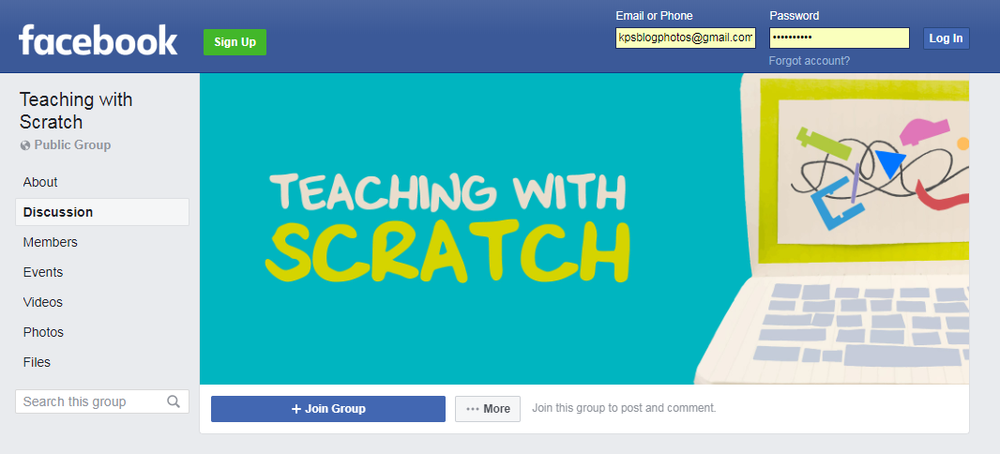 facebook
Sign Up
Email or Phone
Password
kpsblogphotos@gmail.com
••••••••••
Log In
Forgot account?
Teaching with
Scratch
Public Group
About
Discussion
Members
Events
Videos
Photos
Files
Search this group
TEACHING WITH
SCRATCH
+ Join Group
••• More
Join this group to post and comment.